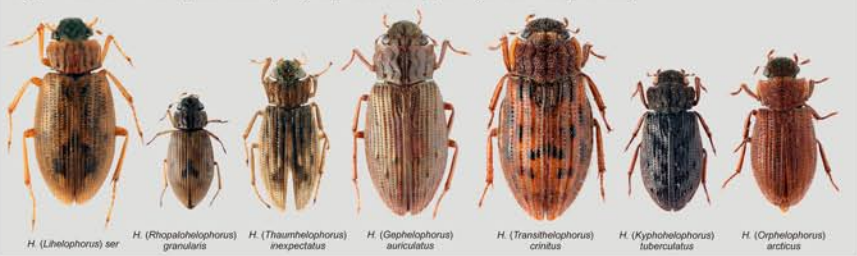 H. (Lihelophorus) ser
H. (Rhopalohelophorus)
granularis
H. (Thaumhelophorus)
inexpectatus
H. (Gephelophorus)
auriculatus
H. (Transithelophorus)
crinitus
H. (Kyphohelophorus)
tuberculatus
H. (Orphelophorus)
arcticus